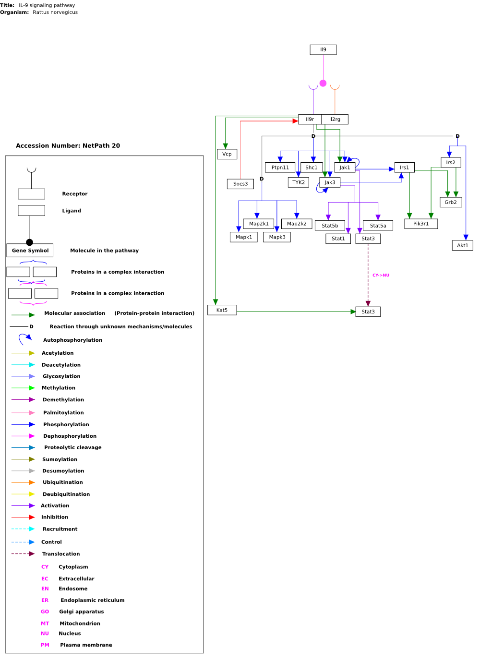 Title: IL-9 signaling pathway
Organism: Rattus norvegicus
Il9
Il9r Il2rg
D D
Accession Number: NetPath 20
Vcp
Ptpn11 Shc1 Jak1 Irs1 Irs2
TYK2 Jak3
D
Socs3
Grb2
Map2k1 Map2k2 Stat5b Stat5a Pik3r1
Mapk1 Mapk3 Stat1 Stat3
Akt1
CY->NU
Kat5 Stat3
Receptor
Ligand
Gene Symbol Molecule in the pathway
Proteins in a complex interaction
Proteins in a complex interaction
Molecular association (Protein-protein interaction)
D Reaction through unknown mechanisms/molecules
Autophosphorylation
Acetylation
Deacetylation
Glycosylation
Methylation
Demethylation
Palmitoylation
Phosphorylation
Dephosphorylation
Proteolytic cleavage
Sumoylation
Desumoylation
Ubiquitination
Deubiquitination
Activation
Inhibition
Recruitment
Control
Translocation
CY Cytoplasm
EC Extracellular
EN Endosome
ER Endoplasmic reticulum
GO Golgi apparatus
MT Mitochondrion
NU Nucleus
PM Plasma membrane